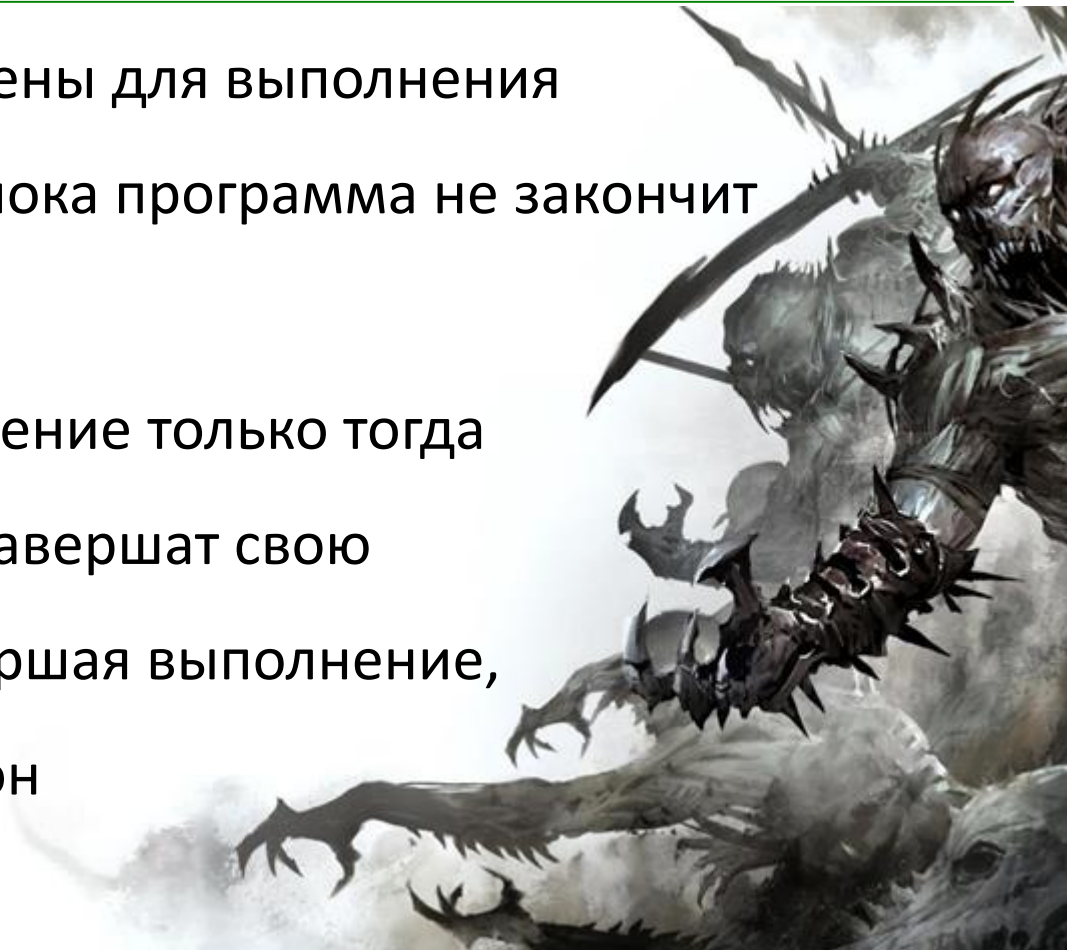 ены для выполнения
пока программа не закончит
ение только тогда
авершат свою
ршая выполнение,
он